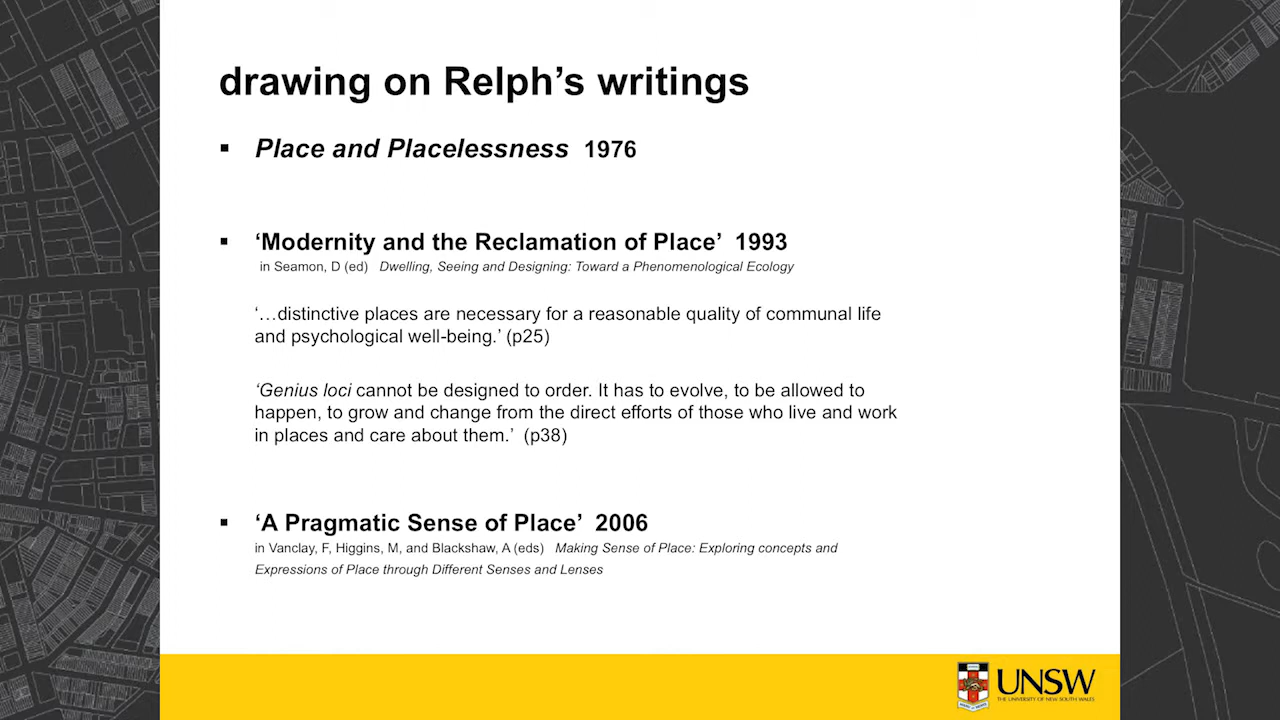 drawing on Relph’s writings
▪ Place and Placelessness 1976
▪ ‘Modernity and the Reclamation of Place’ 1993
in Seamon, D (ed) Dwelling, Seeing and Designing: Toward a Phenomenological Ecology
‘…distinctive places are necessary for a reasonable quality of communal life
and psychological well-being.’ (p25)
‘Genius loci cannot be designed to order. It has to evolve, to be allowed to
happen, to grow and change from the direct efforts of those who live and work
in places and care about them.’ (p38)
▪ ‘A Pragmatic Sense of Place’ 2006
in Vanclay, F, Higgins, M, and Blackshaw, A (eds) Making Sense of Place: Exploring concepts and
Expressions of Place through Different Senses and Lenses
UNSW
THE UNIVERSITY OF NEW SOUTH WALES